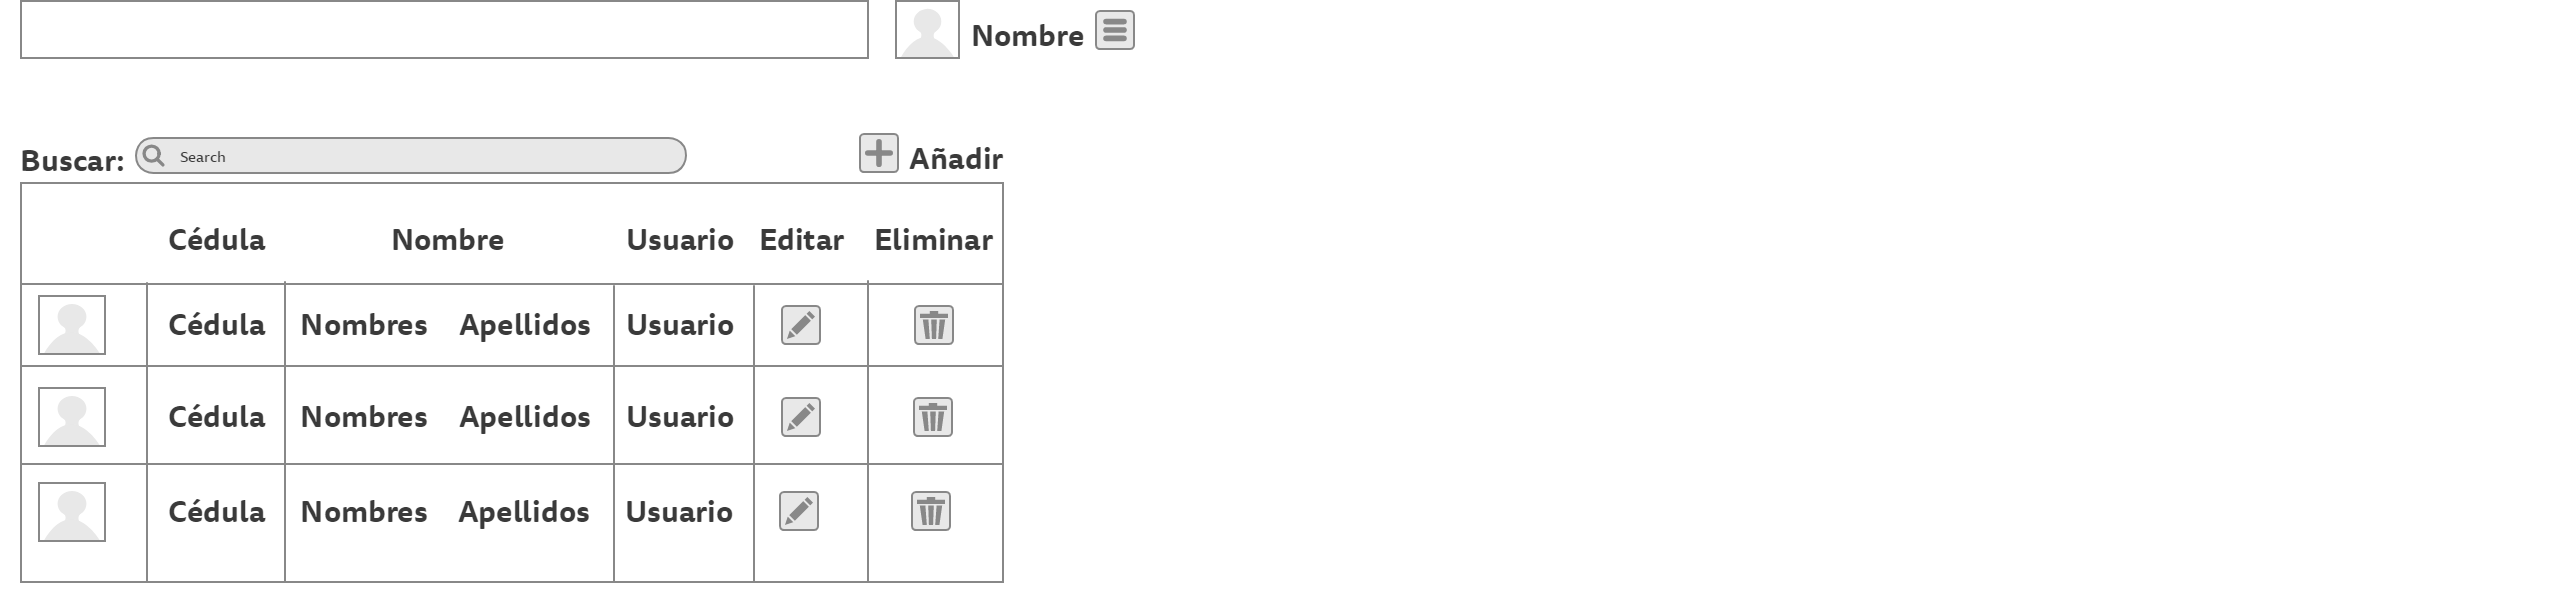 Nombre
Buscar: Search Añadir
Cédula Nombre Usuario Editar Eliminar
Cédula Nombres Apellidos Usuario
Cédula Nombres Apellidos Usuario
Cédula Nombres Apellidos Usuario